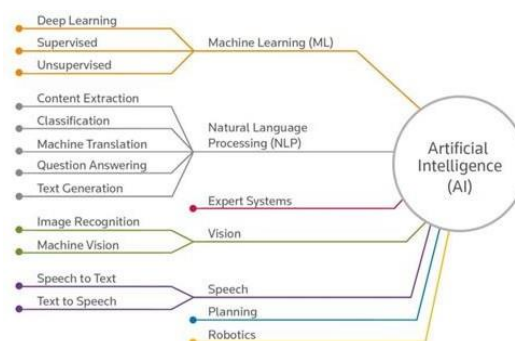 Deep Learning
Supervised
Unsupervised
Machine Learning (ML)
Content Extraction
Classification
Machine Translation
Question Answering
Text Generation
Natural Language
Processing (NLP)
Artificial
Intelligence
(AI)
Expert Systems
Image Recognition
Machine Vision
Vision
Speech to Text
Text to Speech
Speech
Planning
Robotics